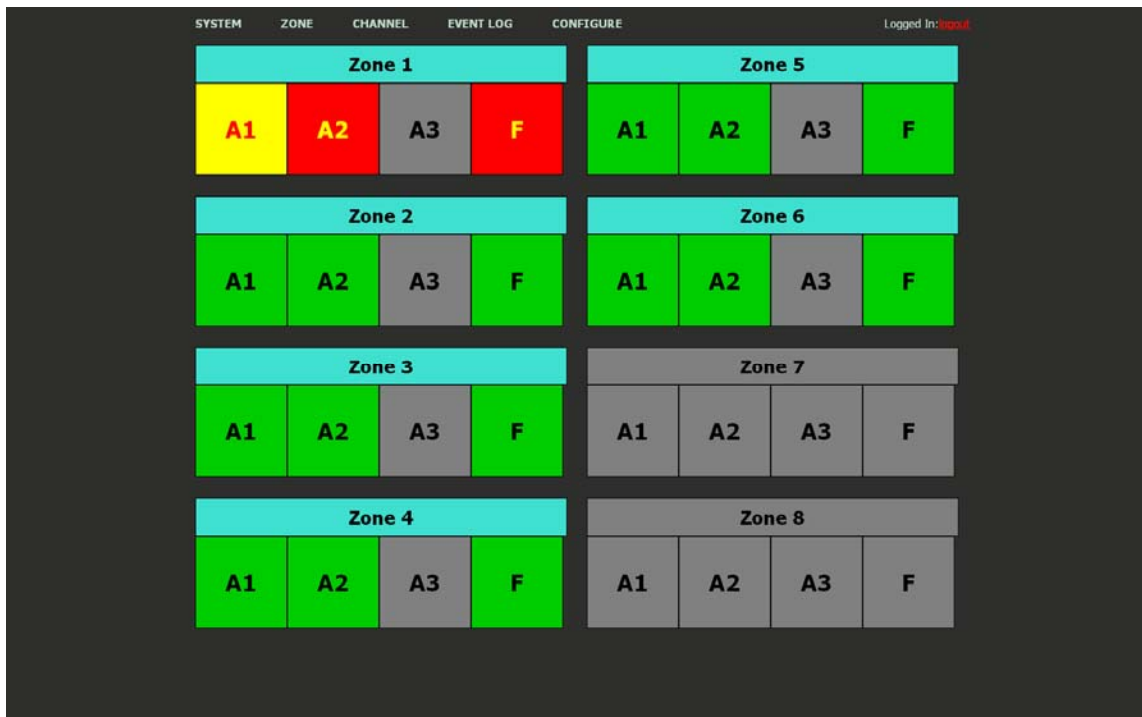 SYSTEM ZONE CHANNEL EVENT LOG CONFIGURE Logged In:logout
Zone 1 Zone 5
A1 A2 A3 F A1 A2 A3 F
Zone 2 Zone 6
A1 A2 A3 F A1 A2 A3 F
Zone 3 Zone 7
A1 A2 A3 F A1 A2 A3 F
Zone 4 Zone 8
A1 A2 A3 F A1 A2 A3 F